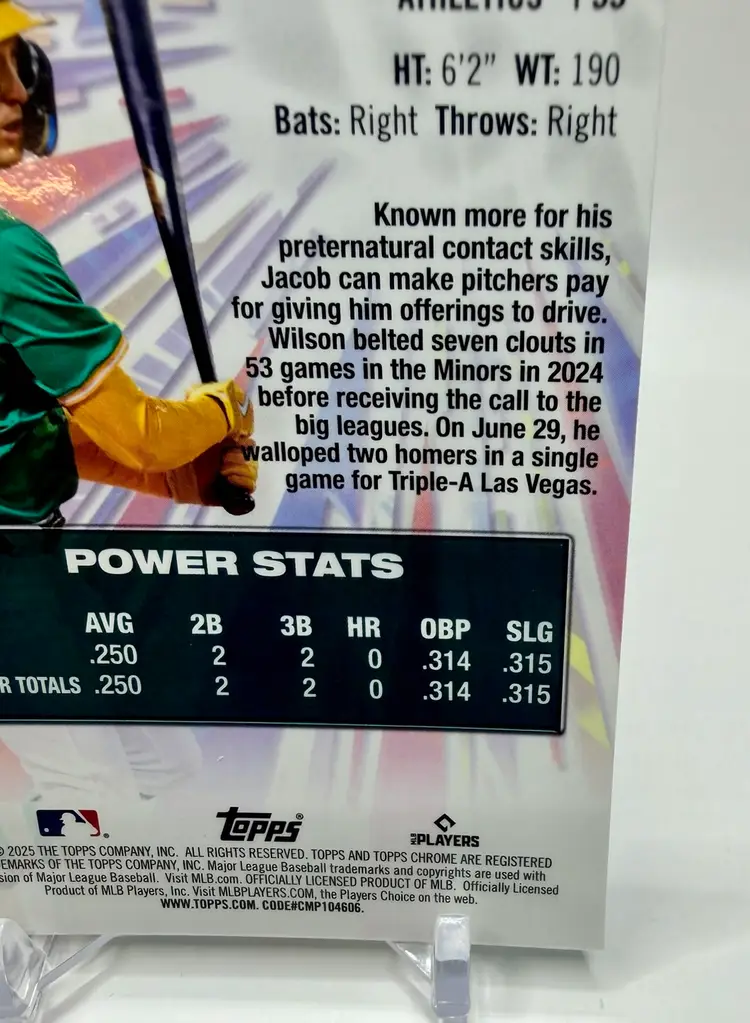 ATHLETICS
HT: 6'2" WT: 190
Bats: Right Throws: Right
Known more for his
preternatural contact skills,
Jacob can make pitchers pay
for giving him offerings to drive.
Wilson belted seven clouts in
53 games in the Minors in 2024
before receiving the call to the
big leagues. On June 29, he
walloped two homers in a single
game for Triple-A Las Vegas.
POWER STATS
AVG 2B 3B HR OBP SLG
.250 2 2 0 .314 .315
R TOTALS .250 2 2 0 .314 .315
topps®
MLB PLAYERS
© 2025 THE TOPPS COMPANY, INC. ALL RIGHTS RESERVED. TOPPS AND TOPPS CHROME ARE REGISTERED
EMARKS OF THE TOPPS COMPANY, INC. Major League Baseball trademarks and copyrights are used with
sion of Major League Baseball. Visit MLB.com. OFFICIALLY LICENSED PRODUCT OF MLB. Officially Licensed
Product of MLB Players, Inc. Visit MLBPLAYERS.COM, the Players Choice on the web.
WWW.TOPPS.COM. CODE#CMP104606.